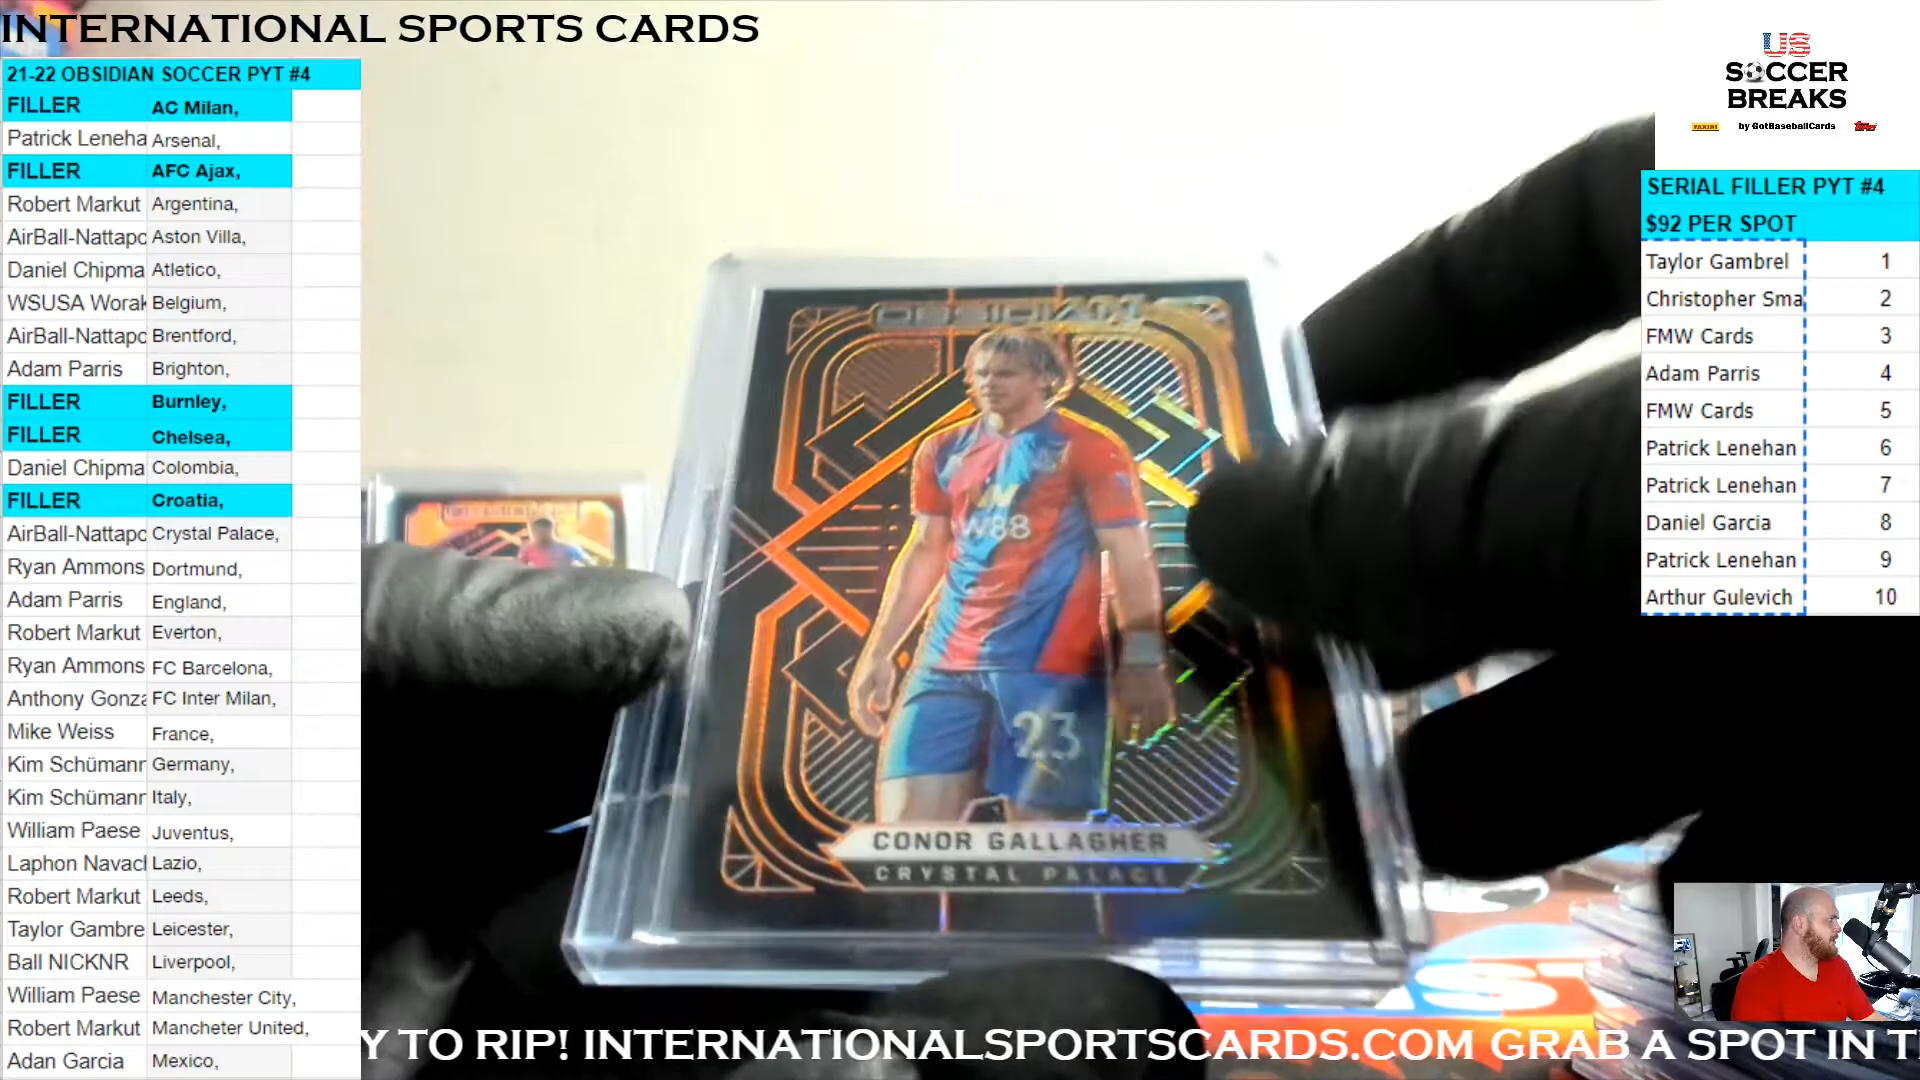 INTERNATIONAL SPORTS CARDS
21-22 OBSIDIAN SOCCER PYT #4
FILLER AC Milan,
Patrick Leneha Arsenal,
FILLER AFC Ajax,
Robert Markut Argentina,
AirBall-Nattapo Aston Villa,
Daniel Chipma Atletico,
WSUSA Worak Belgium,
AirBall-Nattapo Brentford,
Adam Parris Brighton,
FILLER Burnley,
FILLER Chelsea,
Daniel Chipma Colombia,
FILLER Croatia,
AirBall-Nattapo Crystal Palace,
Ryan Ammons Dortmund,
Adam Parris England,
Robert Markut Everton,
Ryan Ammons FC Barcelona,
Anthony Gonza FC Inter Milan,
Mike Weiss France,
Kim Schümann Germany,
Kim Schümann Italy,
William Paese Juventus,
Laphon Navach Lazio,
Robert Markut Leeds,
Taylor Gambre Leicester,
Ball NICKNR Liverpool,
William Paese Manchester City,
Robert Markut Mancheter United,
Adan Garcia Mexico,
OBSIDIAN
W88
23
CONOR GALLAGHER
CRYSTAL PALACE
US
SOCCER
BREAKS
PANINI by GotBaseballCards Topps
SERIAL FILLER PYT #4
$92 PER SPOT
Taylor Gambrel 1
Christopher Sma 2
FMW Cards 3
Adam Parris 4
FMW Cards 5
Patrick Lenehan 6
Patrick Lenehan 7
Daniel Garcia 8
Patrick Lenehan 9
Arthur Gulevich 10
Y TO RIP! INTERNATIONALSPORTSCARDS.COM GRAB A SPOT IN T